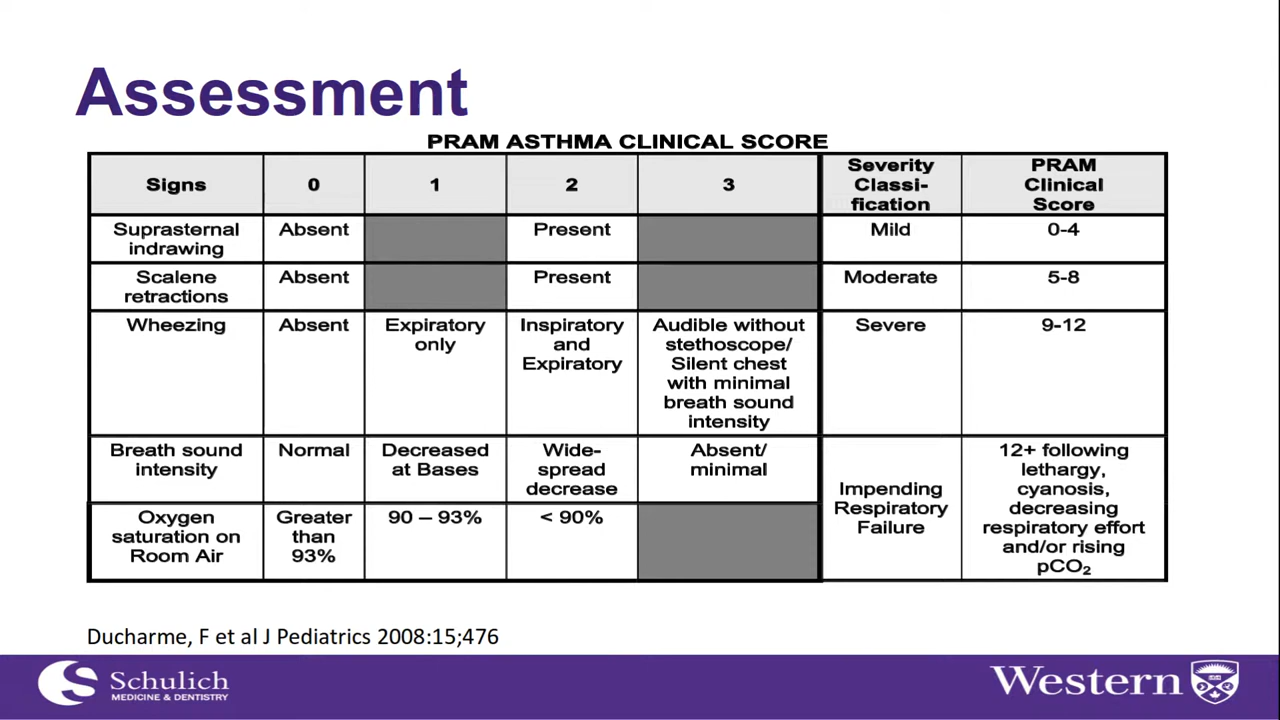 Assessment
PRAM ASTHMA CLINICAL SCORE
Signs 0 1 2 3 Severity Classi-fication PRAM Clinical Score
Suprasternal indrawing Absent Present Mild 0-4
Scalene retractions Absent Present Moderate 5-8
Wheezing Absent Expiratory only Inspiratory and Expiratory Audible without stethoscope/ Silent chest with minimal breath sound intensity Severe 9-12
Breath sound intensity Normal Decreased at Bases Wide-spread decrease Absent/ minimal Impending Respiratory Failure 12+ following lethargy, cyanosis, decreasing respiratory effort and/or rising pCO₂
Oxygen saturation on Room Air Greater than 93% 90 – 93% < 90%
Ducharme, F et al J Pediatrics 2008:15;476
Schulich
MEDICINE & DENTISTRY
Western